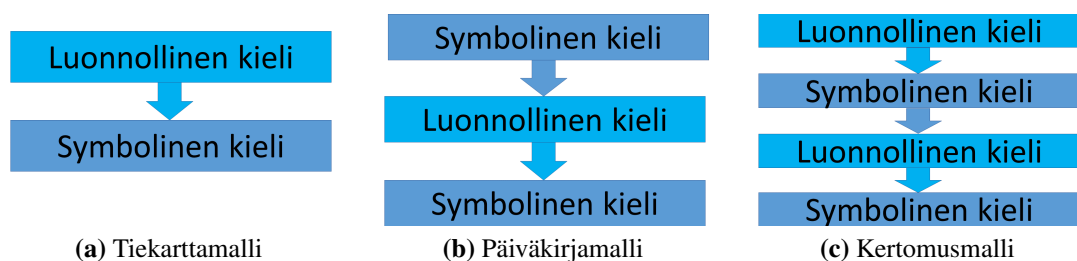 Luonnollinen kieli
Symbolinen kieli
(a) Tiekarttamalli
Symbolinen kieli
Luonnollinen kieli
Symbolinen kieli
(b) Päiväkirjamalli
Luonnollinen kieli
Symbolinen kieli
Luonnollinen kieli
Symbolinen kieli
(c) Kertomusmalli